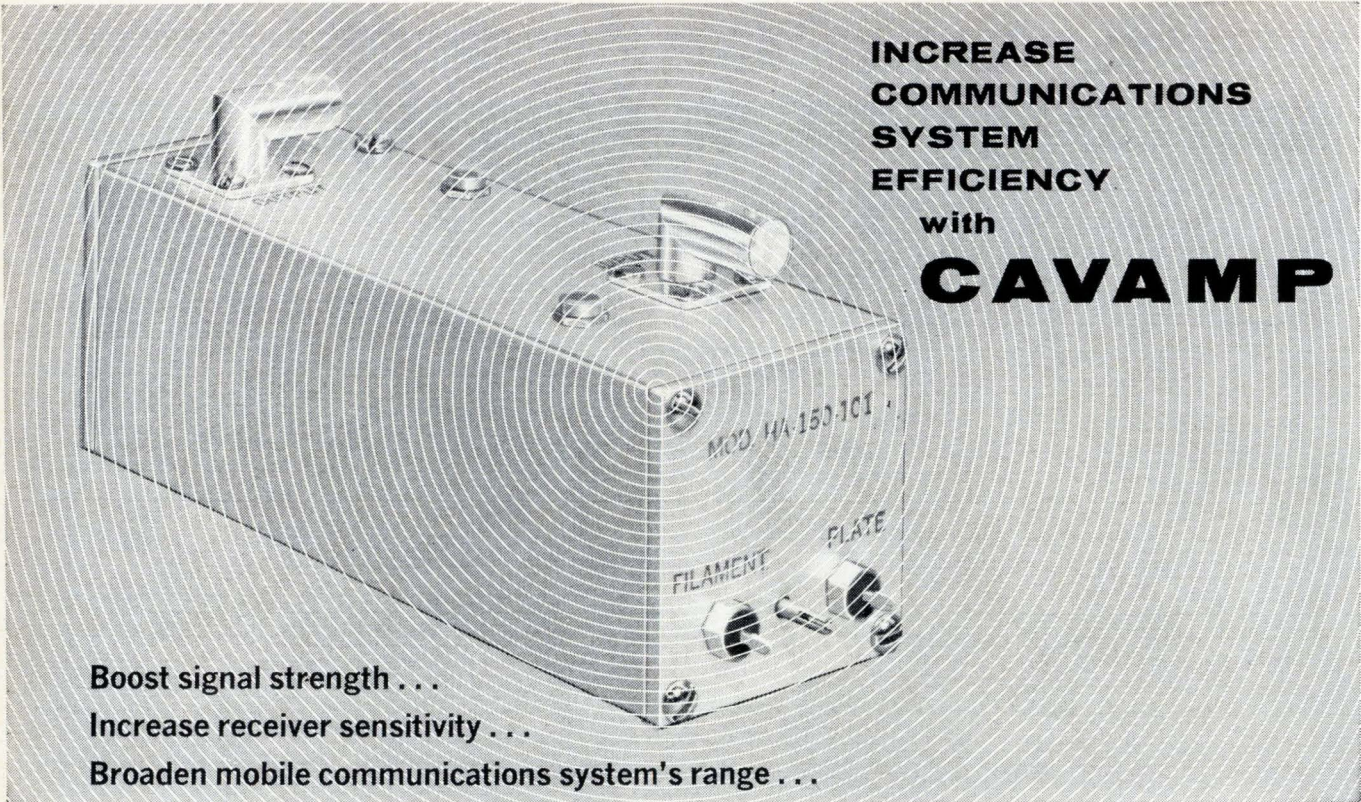 INCREASE
COMMUNICATIONS
SYSTEM
EFFICIENCY
with
CAVAMP
MOD. HA-150-101
FILAMENT
PLATE
Boost signal strength . . .
Increase receiver sensitivity . . .
Broaden mobile communications system's range . . .